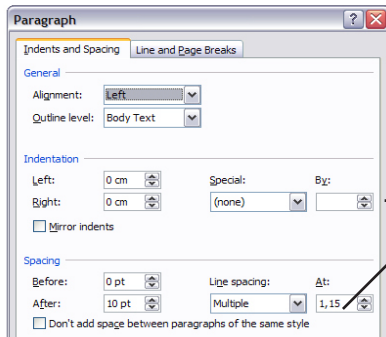 Paragraph
Indents and Spacing Line and Page Breaks
General
Alignment: Left
Outline level: Body Text
Indentation
Left: 0 cm Special: By:
Right: 0 cm (none)
Mirror indents
Spacing
Before: 0 pt Line spacing: At:
After: 10 pt Multiple 1,15
Don't add space between paragraphs of the same style